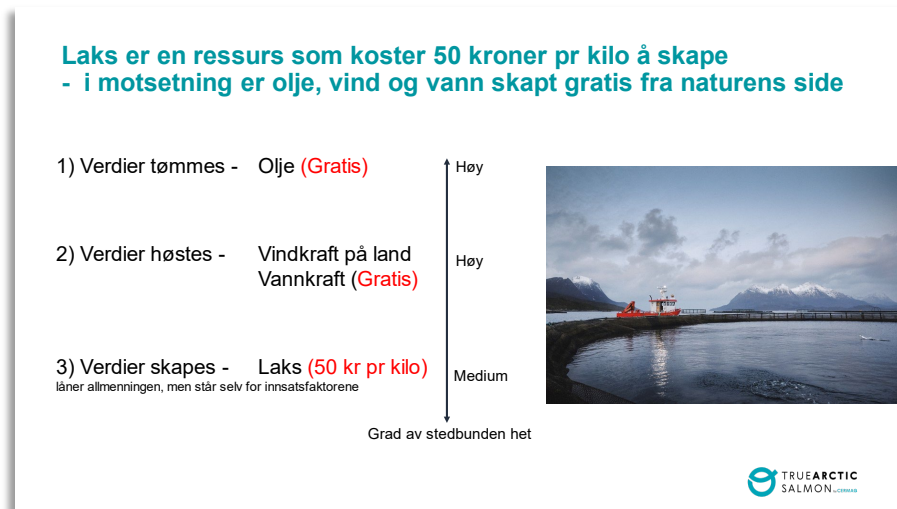 Laks er en ressurs som koster 50 kroner pr kilo å skape
- i motsetning er olje, vind og vann skapt gratis fra naturens side
1) Verdier tømmes - Olje (Gratis)
Høy
2) Verdier høstes - Vindkraft på land
Vannkraft (Gratis)
Høy
3) Verdier skapes - Laks (50 kr pr kilo)
låner allmenningen, men står selv for innsatsfaktorene
Medium
Grad av stedbunden het
TRUEARCTIC
SALMON by CERMAQ